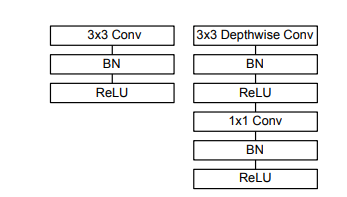 3x3 Conv
BN
ReLU
3x3 Depthwise Conv
BN
ReLU
1x1 Conv
BN
ReLU